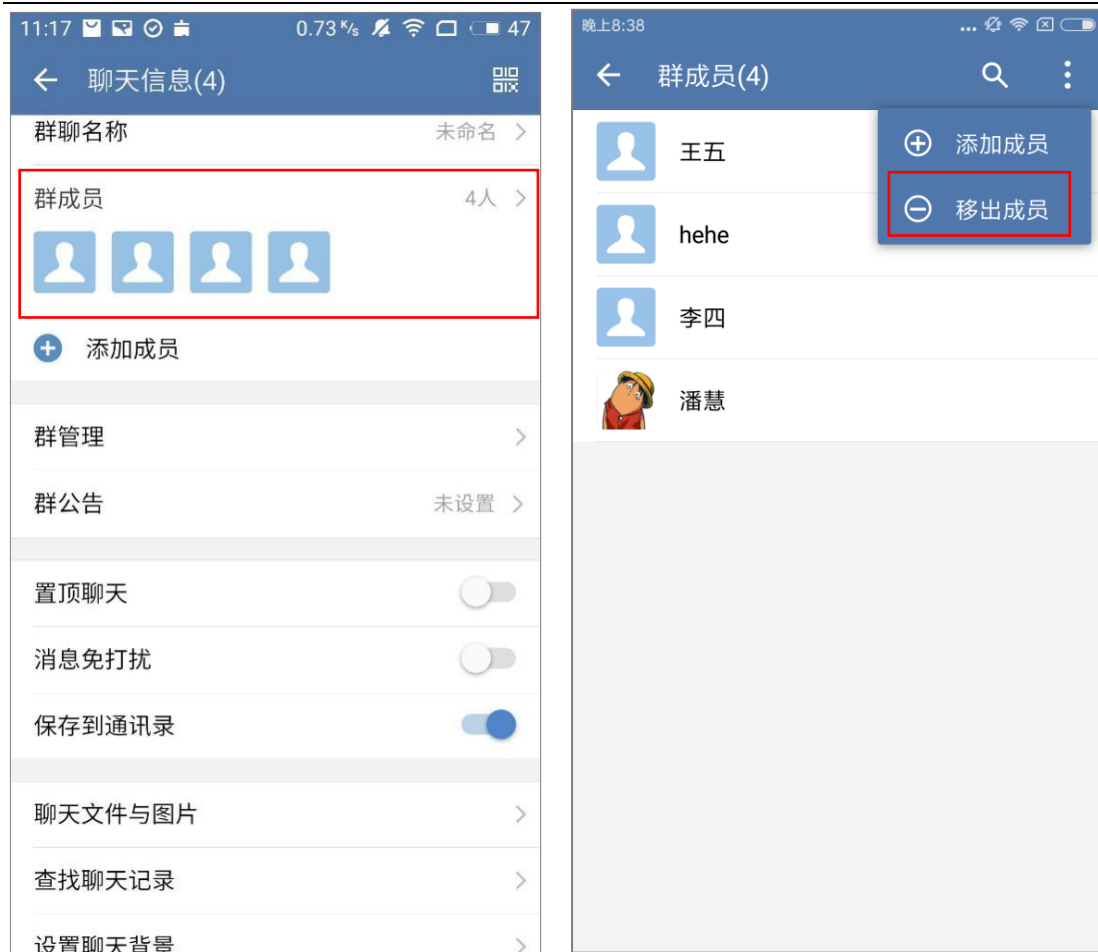 11:17 0.73 K/s 47
聊天信息(4)
群聊名称 未命名
群成员 4人
添加成员
群管理
群公告 未设置
置顶聊天
消息免打扰
保存到通讯录
聊天文件与图片
查找聊天记录
设置聊天背景
晚上8:38 ...
群成员(4)
添加成员
移出成员
王五
hehe
李四
潘慧